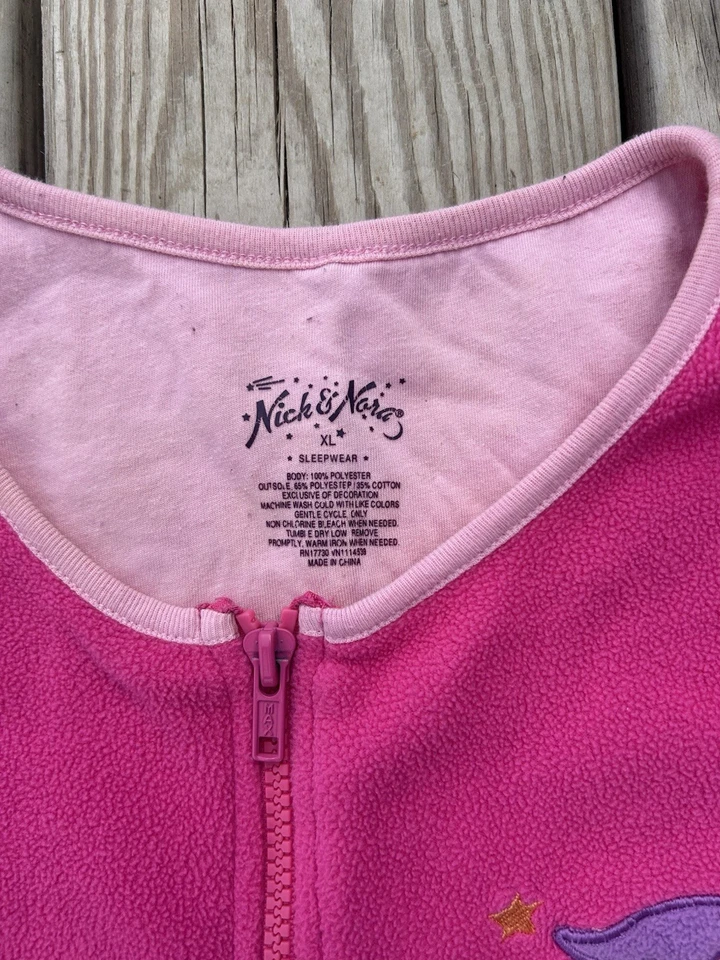 Nick & Nora®
XL
SLEEPWEAR
BODY: 100% POLYESTER
OUTSOLE: 65% POLYESTER / 35% COTTON
EXCLUSIVE OF DECORATION
MACHINE WASH COLD WITH LIKE COLORS
GENTLE CYCLE, ONLY
NON CHLORINE BLEACH WHEN NEEDED.
TUMBLE DRY LOW. REMOVE
PROMPTLY, WARM IRON WHEN NEEDED.
RN17730 VN1114539
MADE IN CHINA